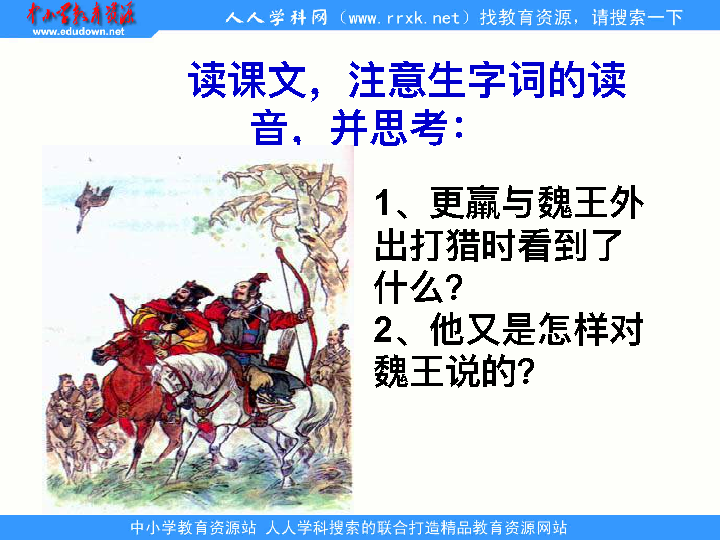 中小学教育资源
www.edudown.net
人人学科网（www.rrxk.net）找教育资源，请搜索一下
读课文，注意生字词的读
音，并思考：
1、更羸与魏王外
出打猎时看到了
什么?
2、他又是怎样对
魏王说的?
中小学教育资源站 人人学科搜索的联合打造精品教育资源网站